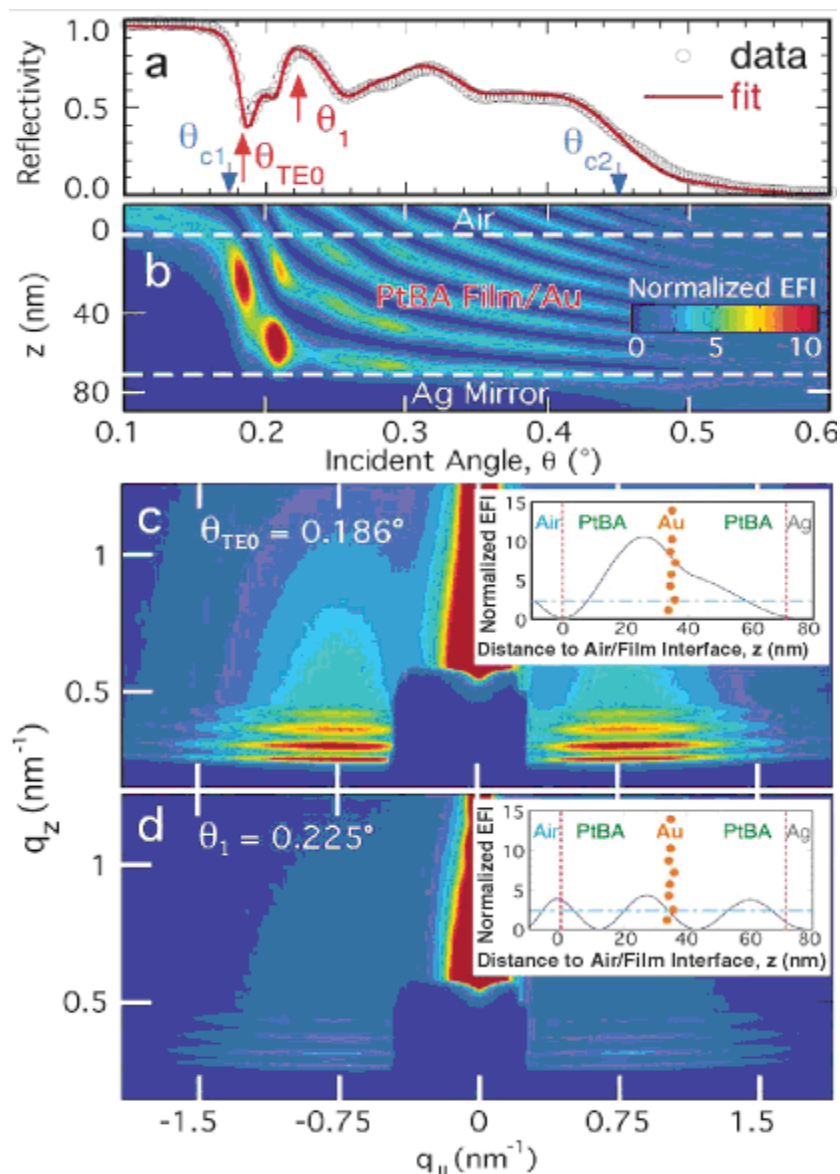 1.0
0.5
0.0
Reflectivity
a
data
fit
θc1
θTE0
θ1
θc2
0
40
80
z (nm)
b
Air
PtBA Film/Au
Normalized EFI
0 5 10
Ag Mirror
0.1 0.2 0.3 0.4 0.5 0.6
Incident Angle, θ (°)
c
θTE0 = 0.186°
1
0.5
15
10
5
0
Normalized EFI
Air PtBA Au PtBA Ag
0 20 40 60 80
Distance to Air/Film Interface, z (nm)
qz (nm-1)
d
θ1 = 0.225°
1
0.5
15
10
5
0
Normalized EFI
Air PtBA Au PtBA Ag
0 20 40 60 80
Distance to Air/Film Interface, z (nm)
-1.5 -0.75 0 0.75 1.5
q|| (nm-1)